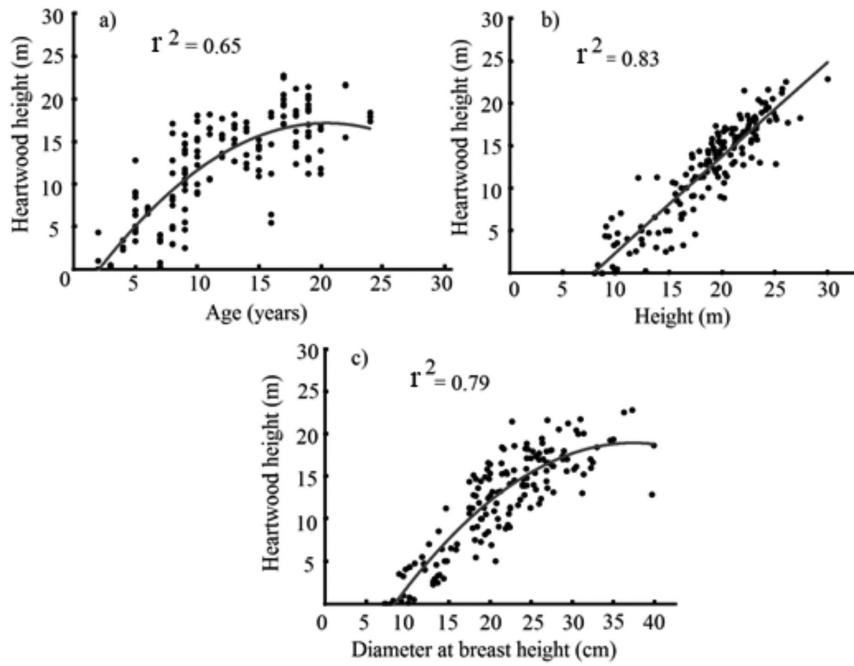 a)
r² = 0.65
Heartwood height (m)
30
25
20
15
10
5
0
0 5 10 15 20 25 30
Age (years)
b)
r² = 0.83
Heartwood height (m)
30
25
20
15
10
5
0 5 10 15 20 25 30
Height (m)
c)
r² = 0.79
Heartwood height (m)
30
25
20
15
10
5
0 5 10 15 20 25 30 35 40
Diameter at breast height (cm)